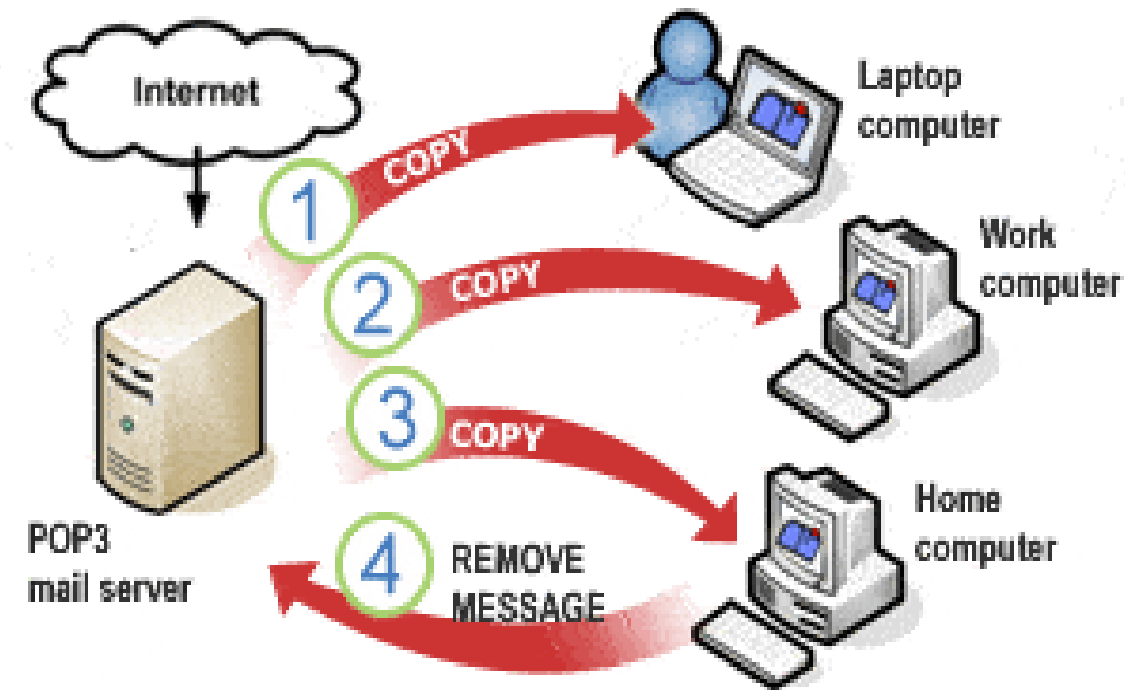 Internet
Laptop
computer
1
COPY
Work
computer
2
COPY
3
COPY
Home
computer
POP3
mail server
4
REMOVE
MESSAGE